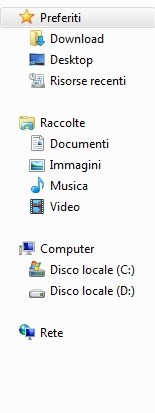 Preferiti
Download
Desktop
Risorse recenti
Raccolte
Documenti
Immagini
Musica
Video
Computer
Disco locale (C:)
Disco locale (D:)
Rete